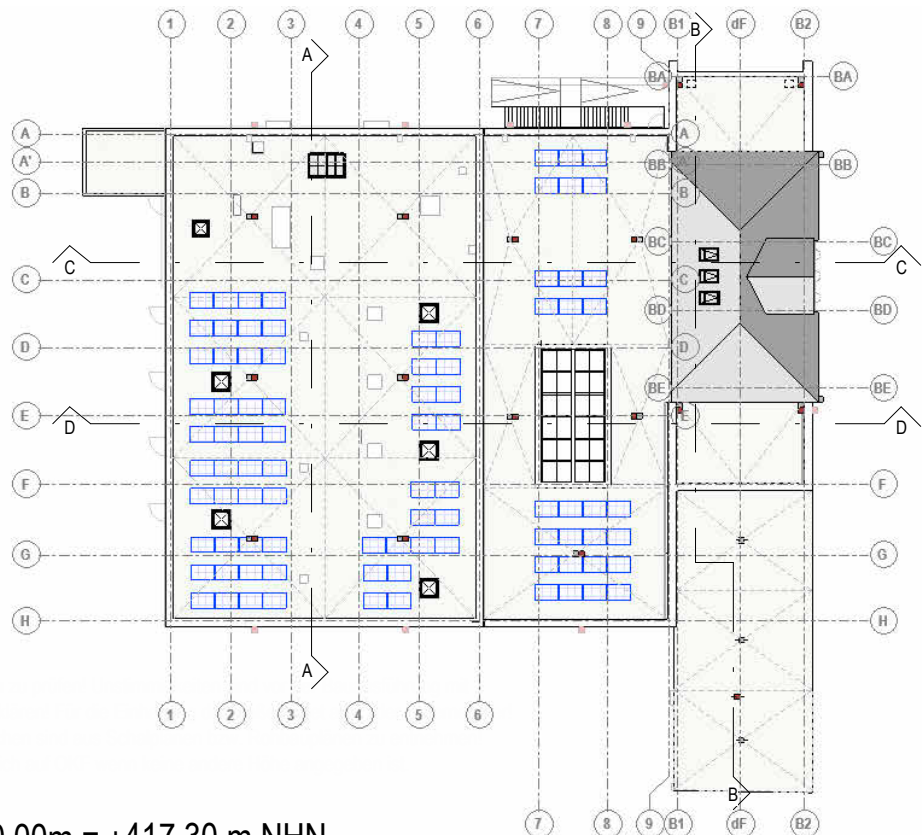 1 2 3 4 5 6 7 8 9 B1 dF B2
A B
BA BA
A A
A' A'
BB BB
B B
BC BC
C C
C C
BD BD
D D
BE BE
E E
D D
F F
G G
H H
A
1 2 3 4 5 6
B
7 8 9 B1 dF B2
0.00m = +417.30 m NHN